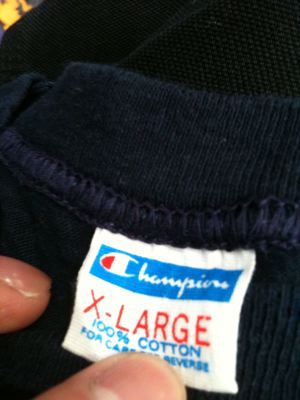 Champion
X-LARGE
100% COTTON
FOR CARE SEE REVERSE